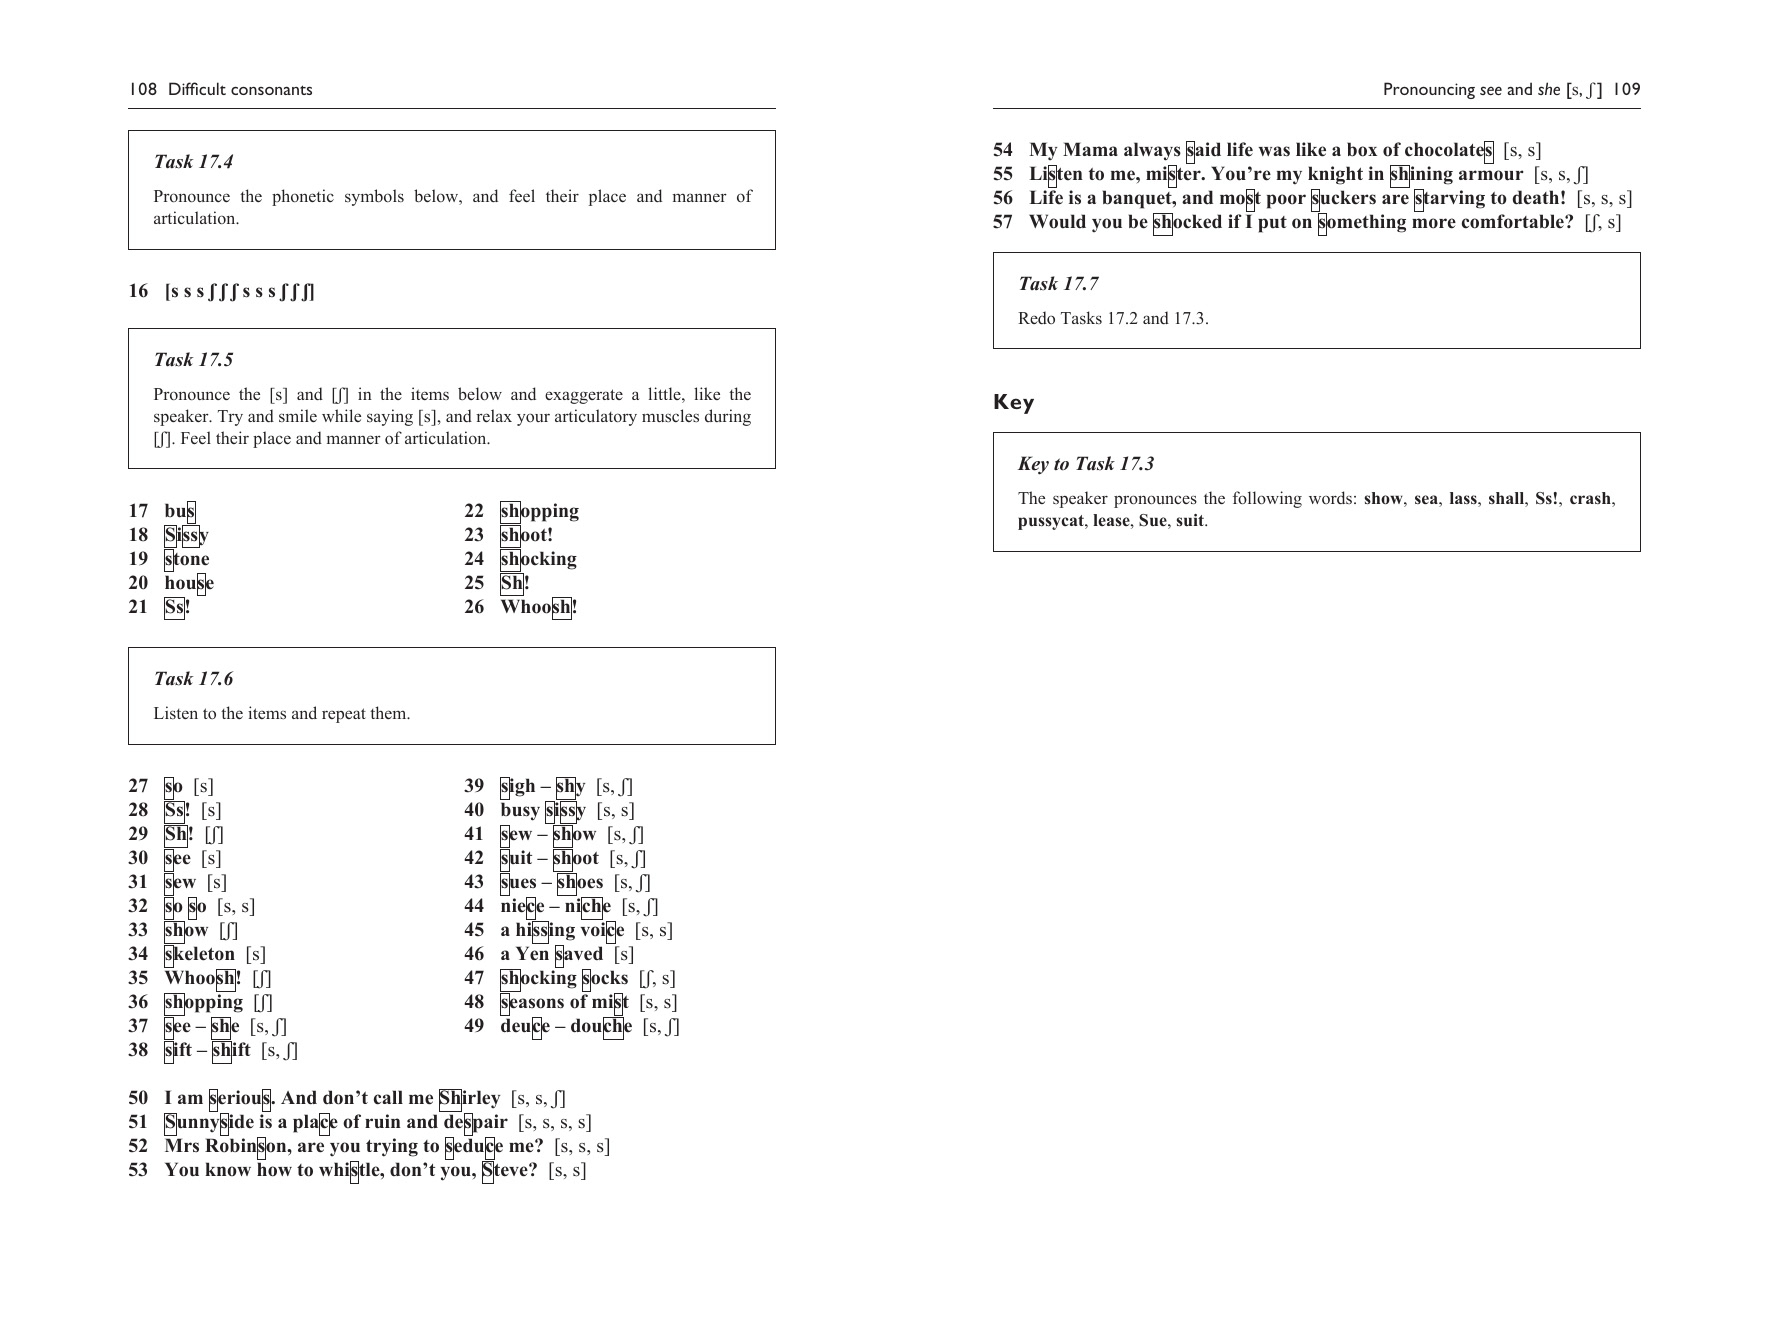 108 Difficult consonants
Task 17.4
Pronounce the phonetic symbols below, and feel their place and manner of
articulation.
16 [s s s ʃ ʃ ʃ s s s ʃ ʃ ʃ]
Task 17.5
Pronounce the [s] and [ʃ] in the items below and exaggerate a little, like the
speaker. Try and smile while saying [s], and relax your articulatory muscles during
[ʃ]. Feel their place and manner of articulation.
17 bus
18 Sissy
19 stone
20 house
21 Ss!
22 shopping
23 shoot!
24 shocking
25 Sh!
26 Whoosh!
Task 17.6
Listen to the items and repeat them.
27 so [s]
28 Ss! [s]
29 Sh! [ʃ]
30 see [s]
31 sew [s]
32 so so [s, s]
33 show [ʃ]
34 skeleton [s]
35 Whoosh! [ʃ]
36 shopping [ʃ]
37 see – she [s, ʃ]
38 sift – shift [s, ʃ]
39 sigh – shy [s, ʃ]
40 busy sissy [s, s]
41 sew – show [s, ʃ]
42 suit – shoot [s, ʃ]
43 sues – shoes [s, ʃ]
44 niece – niche [s, ʃ]
45 a hissing voice [s, s]
46 a Yen saved [s]
47 shocking socks [ʃ, s]
48 seasons of mist [s, s]
49 deuce – douche [s, ʃ]
50 I am serious. And don’t call me Shirley [s, s, ʃ]
51 Sunnyside is a place of ruin and despair [s, s, s, s]
52 Mrs Robinson, are you trying to seduce me? [s, s, s]
53 You know how to whistle, don’t you, Steve? [s, s]
Pronouncing see and she [s, ʃ] 109
54 My Mama always said life was like a box of chocolates [s, s]
55 Listen to me, mister. You’re my knight in shining armour [s, s, ʃ]
56 Life is a banquet, and most poor suckers are starving to death! [s, s, s]
57 Would you be shocked if I put on something more comfortable? [ʃ, s]
Task 17.7
Redo Tasks 17.2 and 17.3.
Key
Key to Task 17.3
The speaker pronounces the following words: show, sea, lass, shall, Ss!, crash,
pussycat, lease, Sue, suit.